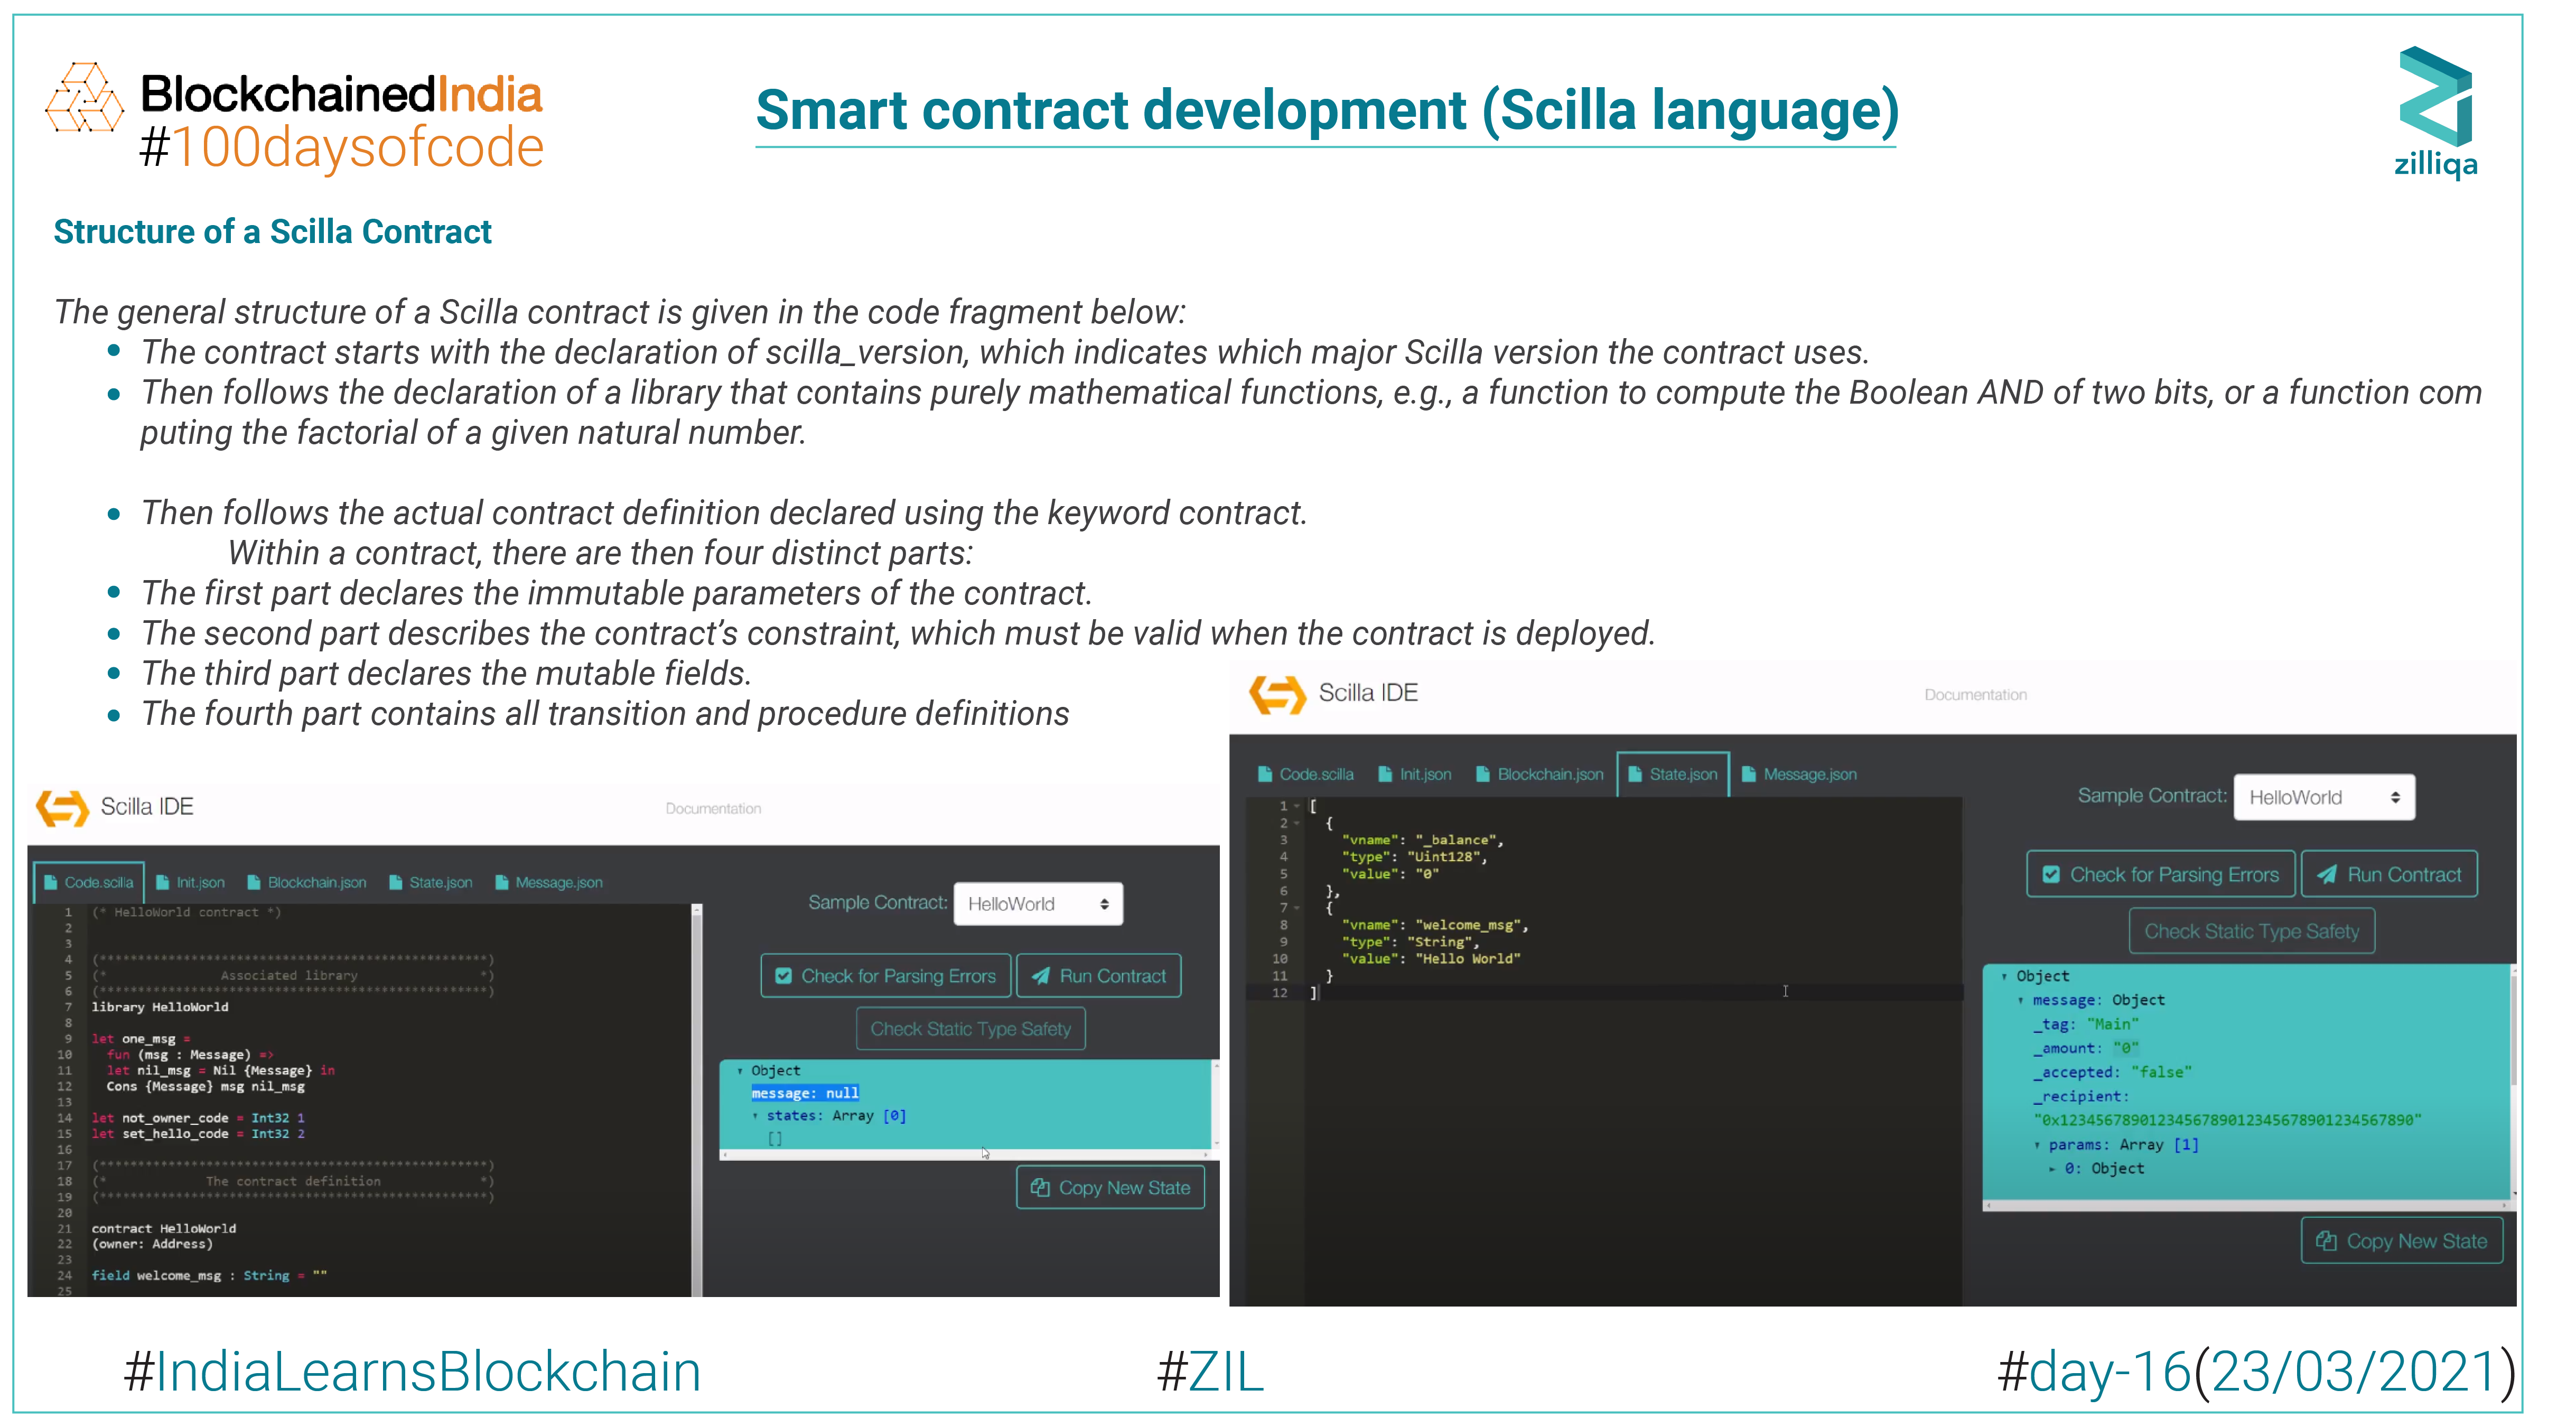 BlockchainedIndia
#100daysofcode
Smart contract development (Scilla language)
zilliqa
Structure of a Scilla Contract
The general structure of a Scilla contract is given in the code fragment below:
The contract starts with the declaration of scilla_version, which indicates which major Scilla version the contract uses.
Then follows the declaration of a library that contains purely mathematical functions, e.g., a function to compute the Boolean AND of two bits, or a function com
puting the factorial of a given natural number.
Then follows the actual contract definition declared using the keyword contract.
Within a contract, there are then four distinct parts:
The first part declares the immutable parameters of the contract.
The second part describes the contract’s constraint, which must be valid when the contract is deployed.
The third part declares the mutable fields.
The fourth part contains all transition and procedure definitions
Scilla IDE
Documentation
Code.scilla Init.json Blockchain.json State.json Message.json
1 (* HelloWorld contract *)
2
3
4 (***************************************************)
5 (* Associated library *)
6 (***************************************************)
7 library HelloWorld
8
9 let one_msg =
10 fun (msg : Message) =>
11 let nil_msg = Nil {Message} in
12 Cons {Message} msg nil_msg
13
14 let not_owner_code = Int32 1
15 let set_hello_code = Int32 2
16
17 (***************************************************)
18 (* The contract definition *)
19 (***************************************************)
20
21 contract HelloWorld
22 (owner: Address)
23
24 field welcome_msg : String = ""
25
Sample Contract: HelloWorld
Check for Parsing Errors Run Contract
Check Static Type Safety
Object
message: null
states: Array [0]
[]
Copy New State
Scilla IDE
Documentation
Code.scilla Init.json Blockchain.json State.json Message.json
1 [
2 {
3 "vname": "_balance",
4 "type": "Uint128",
5 "value": "0"
6 },
7 {
8 "vname": "welcome_msg",
9 "type": "String",
10 "value": "Hello World"
11 }
12 ]
Sample Contract: HelloWorld
Check for Parsing Errors Run Contract
Check Static Type Safety
Object
message: Object
_tag: "Main"
_amount: "0"
_accepted: "false"
_recipient:
"0x1234567890123456789012345678901234567890"
params: Array [1]
0: Object
Copy New State
#IndiaLearnsBlockchain
#ZIL
#day-16(23/03/2021)